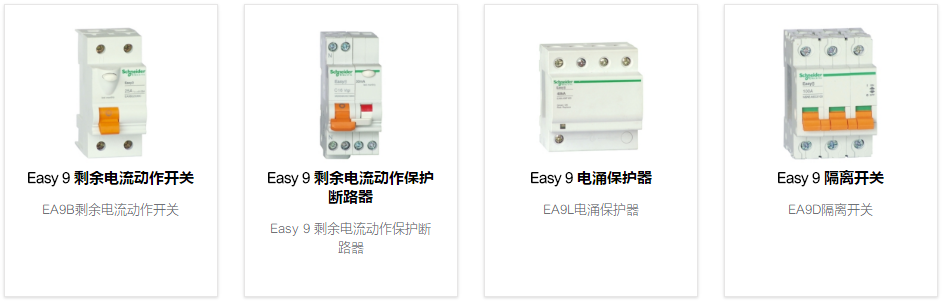 Schneider
Schneider
Schneider
Schneider
Easy 9 剩余电流动作开关
EA9B剩余电流动作开关
Easy 9 剩余电流动作保护
断路器
Easy 9 剩余电流动作保护断
路器
Easy 9 电涌保护器
EA9L电涌保护器
Easy 9 隔离开关
EA9D隔离开关